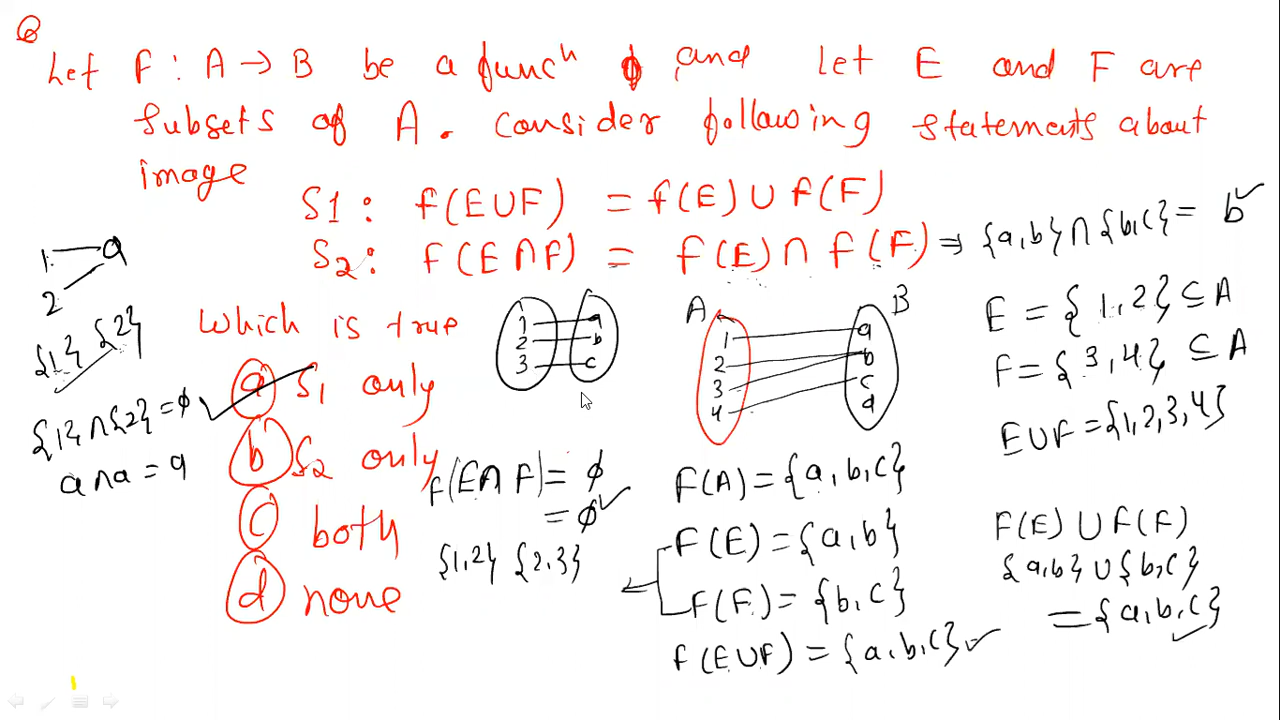 Q
Let F : A → B be a funcn ϕ and let E and F are
Subsets of A. consider following statements about
image
S1 : f(E∪F) = f(E) ∪ f(F)
S2 : f(E∩F) = f(E) ∩ f(F) ⇒ {a,b} ∩ {b,c} = b ✓
which is true
a S1 only
b S2 only
c both
d none
1 a
2
{1} {2}
{1} ∩ {2} = ϕ
a ∩ a = a
1 a
2 b
3 c
A B
1 a
2 b
3 c
4 d
f(E∩F) = ϕ
= ϕ ✓
{1,2} {2,3}
E = {1,2} ⊆ A
F = {3,4} ⊆ A
E∪F = {1,2,3,4}
F(A) = {a,b,c}
F(E) = {a,b}
f(F) = {b,c}
f(E∪F) = {a,b,c} ✓
F(E) ∪ f(F)
{a,b} ∪ {b,c}
= {a,b,c} ✓